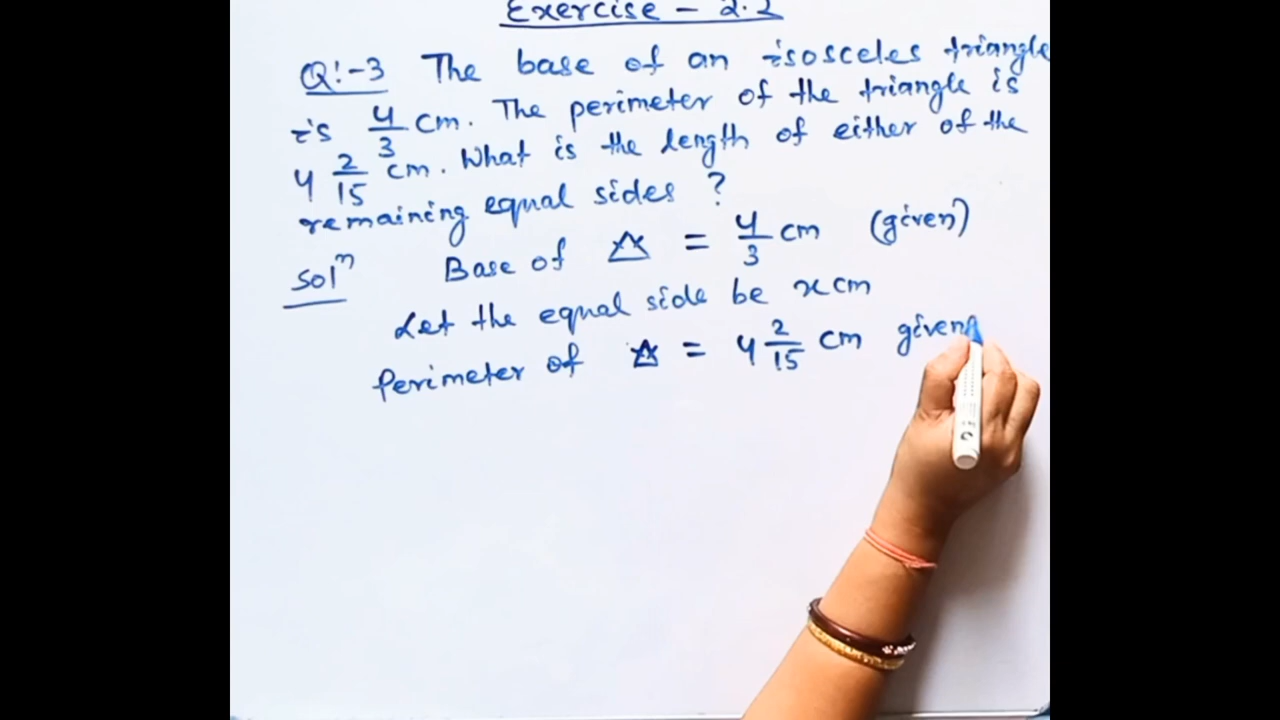 Exercise - 2.2
Q:-3 The base of an isosceles triangle
is 4/3 cm. The perimeter of the triangle is
4 2/15 cm. What is the length of either of the
remaining equal sides ?
Solⁿ Base of △ = 4/3 cm (given)
Let the equal side be x cm
Perimeter of △ = 4 2/15 cm given